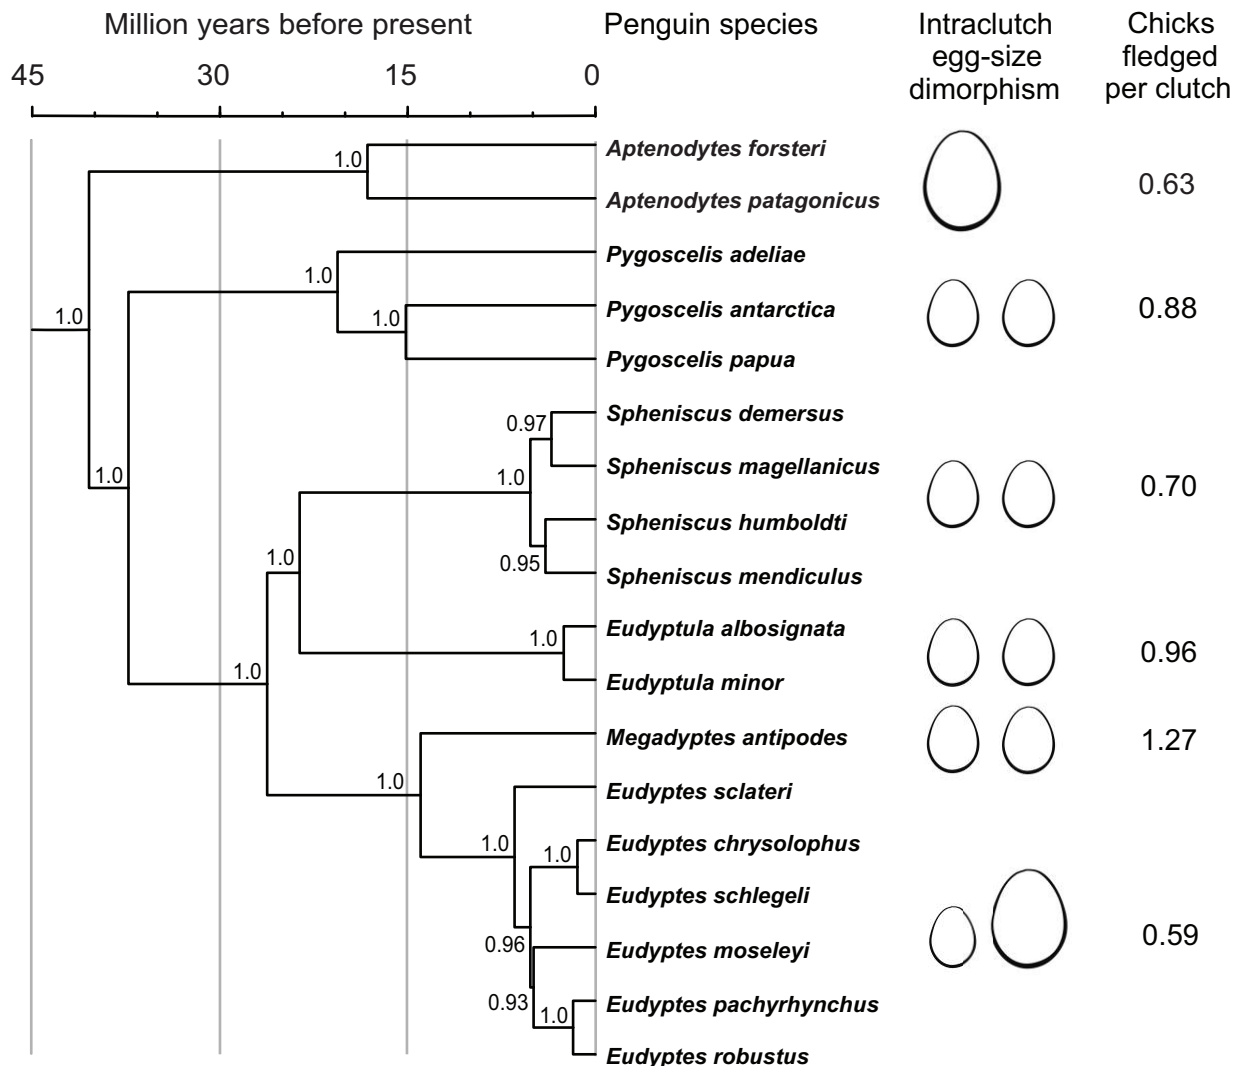 Million years before present
Penguin species
Intraclutch
egg-size
dimorphism
Chicks
fledged
per clutch
45
30
15
0
Aptenodytes forsteri
1.0
0.63
Aptenodytes patagonicus
Pygoscelis adeliae
1.0
Pygoscelis antarctica
0.88
1.0
1.0
Pygoscelis papua
Spheniscus demersus
0.97
Spheniscus magellanicus
1.0
1.0
0.70
Spheniscus humboldti
1.0
0.95
Spheniscus mendiculus
Eudyptula albosignata
1.0
0.96
1.0
Eudyptula minor
Megadyptes antipodes
1.27
1.0
Eudyptes sclateri
1.0
Eudyptes chrysolophus
1.0
Eudyptes schlegeli
0.59
0.96
Eudyptes moseleyi
0.93
Eudyptes pachyrhynchus
1.0
Eudyptes robustus